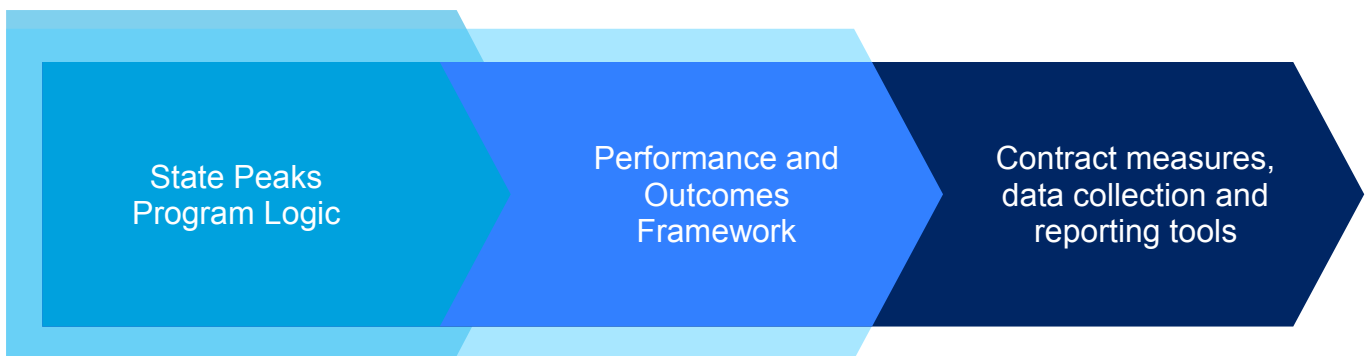 State Peaks
Program Logic
Performance and
Outcomes
Framework
Contract measures,
data collection and
reporting tools